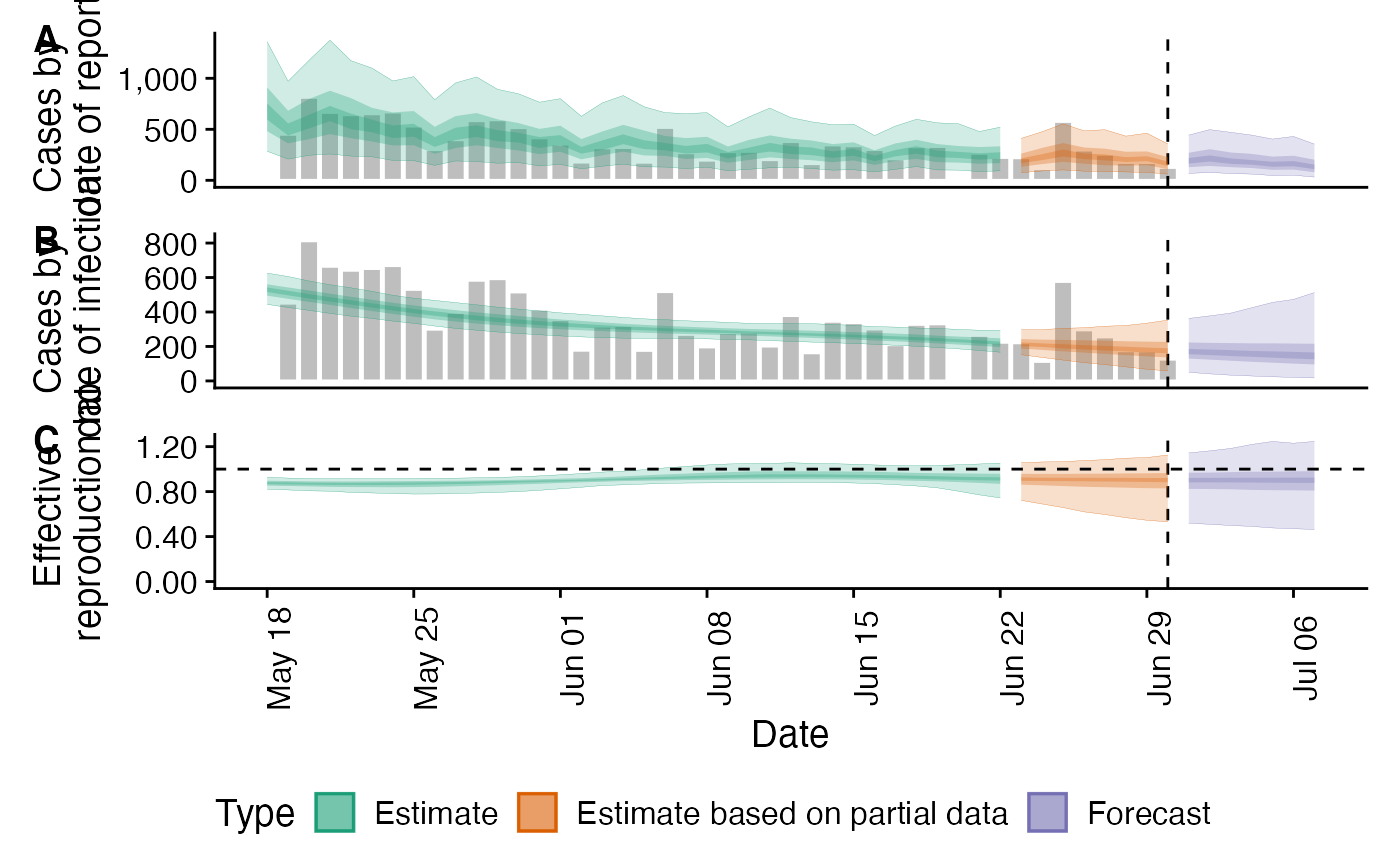 A
Cases by
date of report
1,000
500
0
B
Cases by
date of infection
800
600
400
200
0
C
Effective
reproduction no.
1.20
0.80
0.40
0.00
May 18
May 25
Jun 01
Jun 08
Jun 15
Jun 22
Jun 29
Jul 06
Date
Type
Estimate
Estimate based on partial data
Forecast